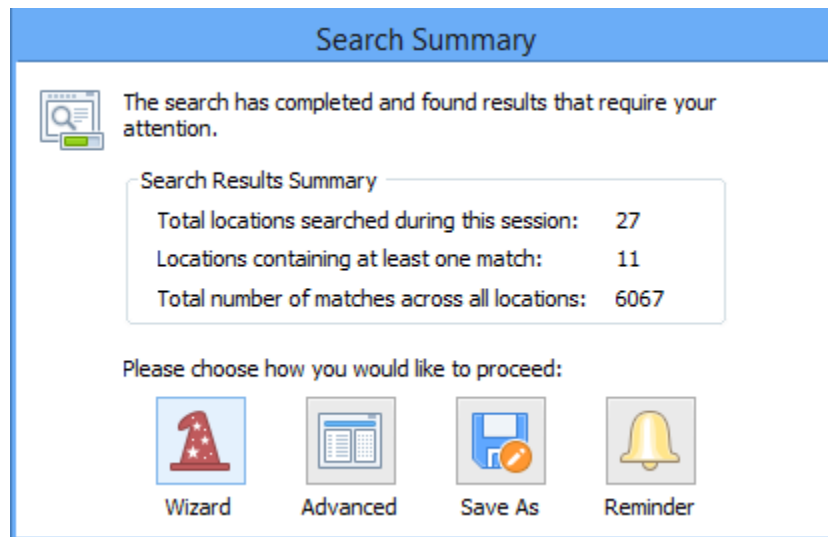 Search Summary
The search has completed and found results that require your
attention.
Search Results Summary
Total locations searched during this session: 27
Locations containing at least one match: 11
Total number of matches across all locations: 6067
Please choose how you would like to proceed:
Wizard Advanced Save As Reminder